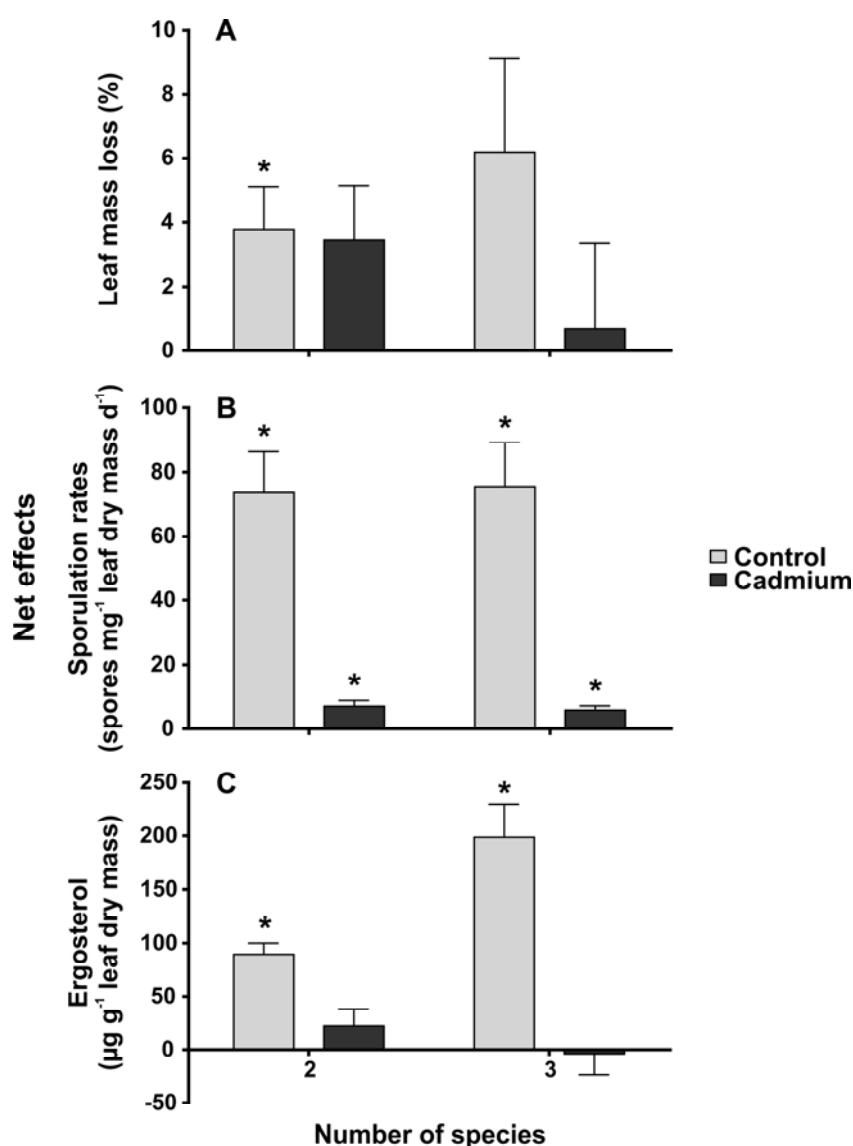 A
Leaf mass loss (%)
10
8
6
4
2
0
*
B
Net effects
Sporulation rates
(spores mg⁻¹ leaf dry mass d⁻¹)
100
80
60
40
20
0
*
*
*
*
Control
Cadmium
C
Ergosterol
(µg g⁻¹ leaf dry mass)
250
200
150
100
50
0
-50
*
*
2
3
Number of species